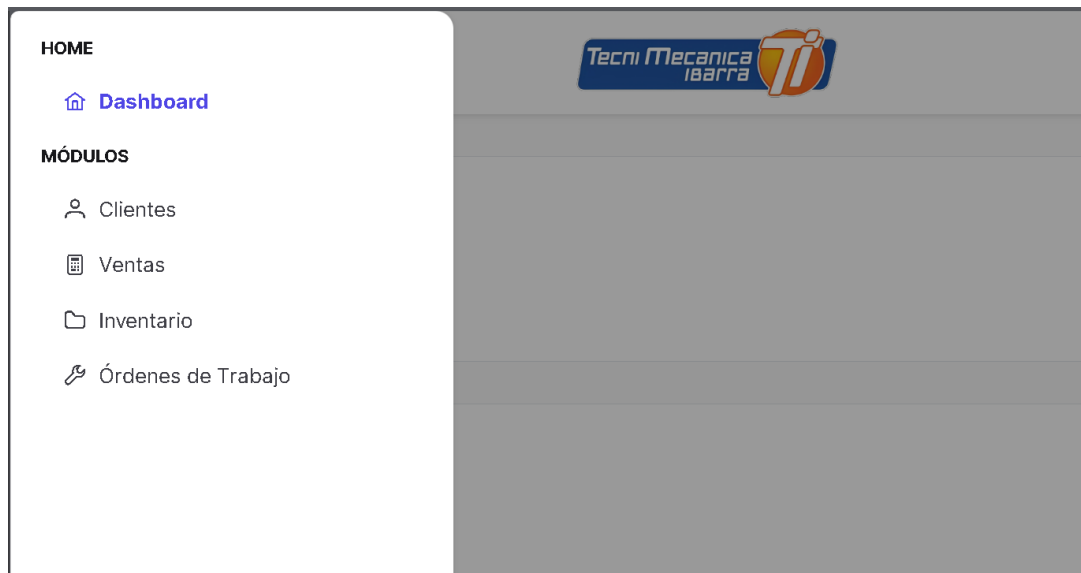 HOME
Dashboard
MÓDULOS
Clientes
Ventas
Inventario
Órdenes de Trabajo
Tecni Mecanica
Ibarra
Ti